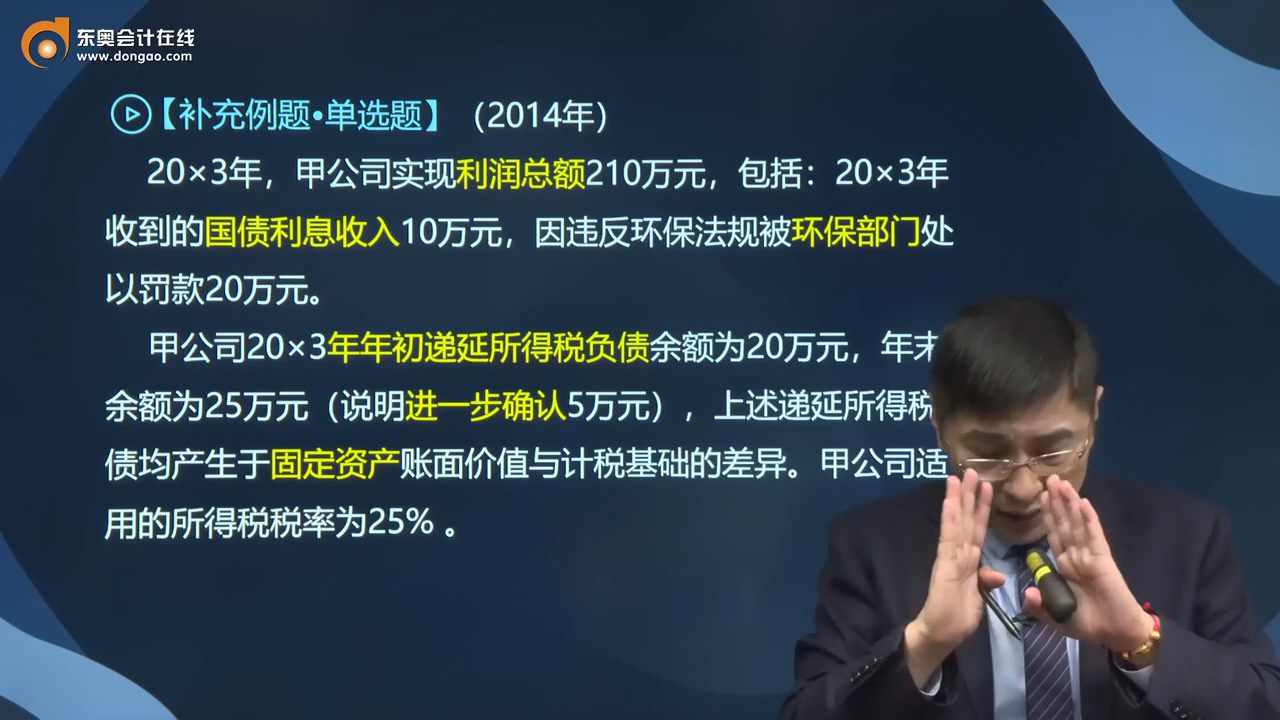 东奥会计在线
www.dongao.com
【补充例题•单选题】（2014年）
20×3年，甲公司实现利润总额210万元，包括：20×3年
收到的国债利息收入10万元，因违反环保法规被环保部门处
以罚款20万元。
甲公司20×3年年初递延所得税负债余额为20万元，年末
余额为25万元（说明进一步确认5万元），上述递延所得税
债均产生于固定资产账面价值与计税基础的差异。甲公司适
用的所得税税率为25% 。